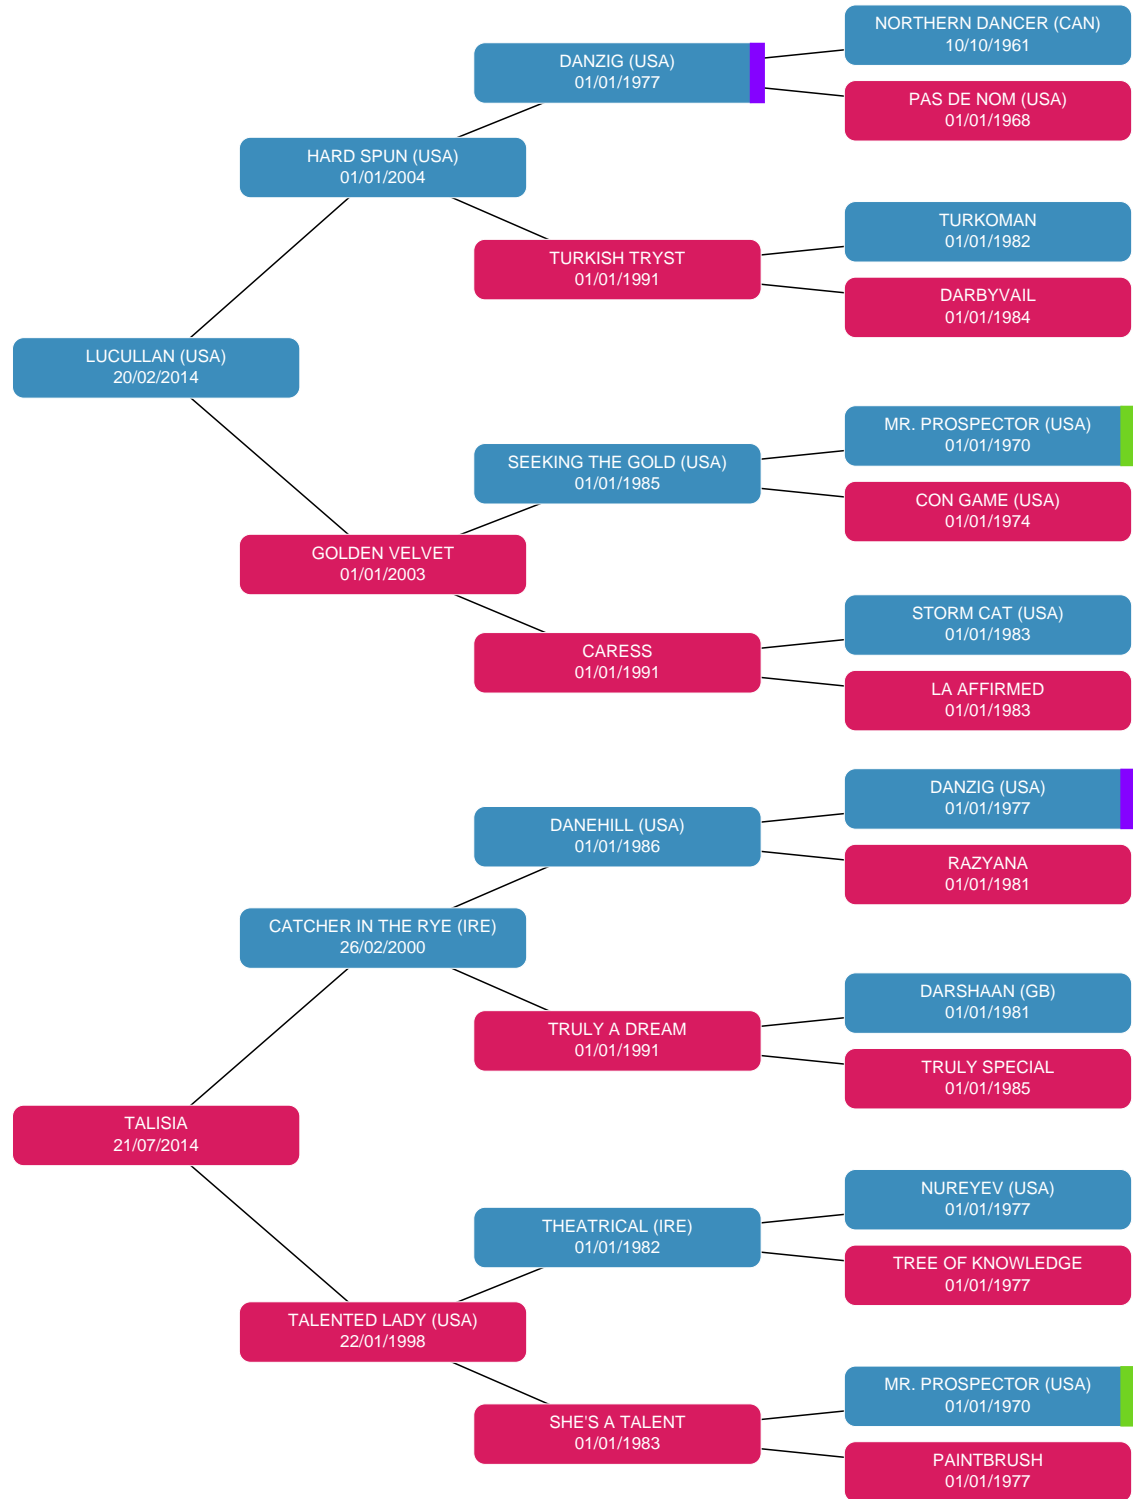 NORTHERN DANCER (CAN)
10/10/1961
DANZIG (USA)
01/01/1977
PAS DE NOM (USA)
01/01/1968
HARD SPUN (USA)
01/01/2004
TURKOMAN
01/01/1982
TURKISH TRYST
01/01/1991
DARBYVAIL
01/01/1984
LUCULLAN (USA)
20/02/2014
MR. PROSPECTOR (USA)
01/01/1970
SEEKING THE GOLD (USA)
01/01/1985
CON GAME (USA)
01/01/1974
GOLDEN VELVET
01/01/2003
STORM CAT (USA)
01/01/1983
CARESS
01/01/1991
LA AFFIRMED
01/01/1983
DANZIG (USA)
01/01/1977
DANEHILL (USA)
01/01/1986
RAZYANA
01/01/1981
CATCHER IN THE RYE (IRE)
26/02/2000
DARSHAAN (GB)
01/01/1981
TRULY A DREAM
01/01/1991
TRULY SPECIAL
01/01/1985
TALISIA
21/07/2014
NUREYEV (USA)
01/01/1977
THEATRICAL (IRE)
01/01/1982
TREE OF KNOWLEDGE
01/01/1977
TALENTED LADY (USA)
22/01/1998
MR. PROSPECTOR (USA)
01/01/1970
SHE'S A TALENT
01/01/1983
PAINTBRUSH
01/01/1977